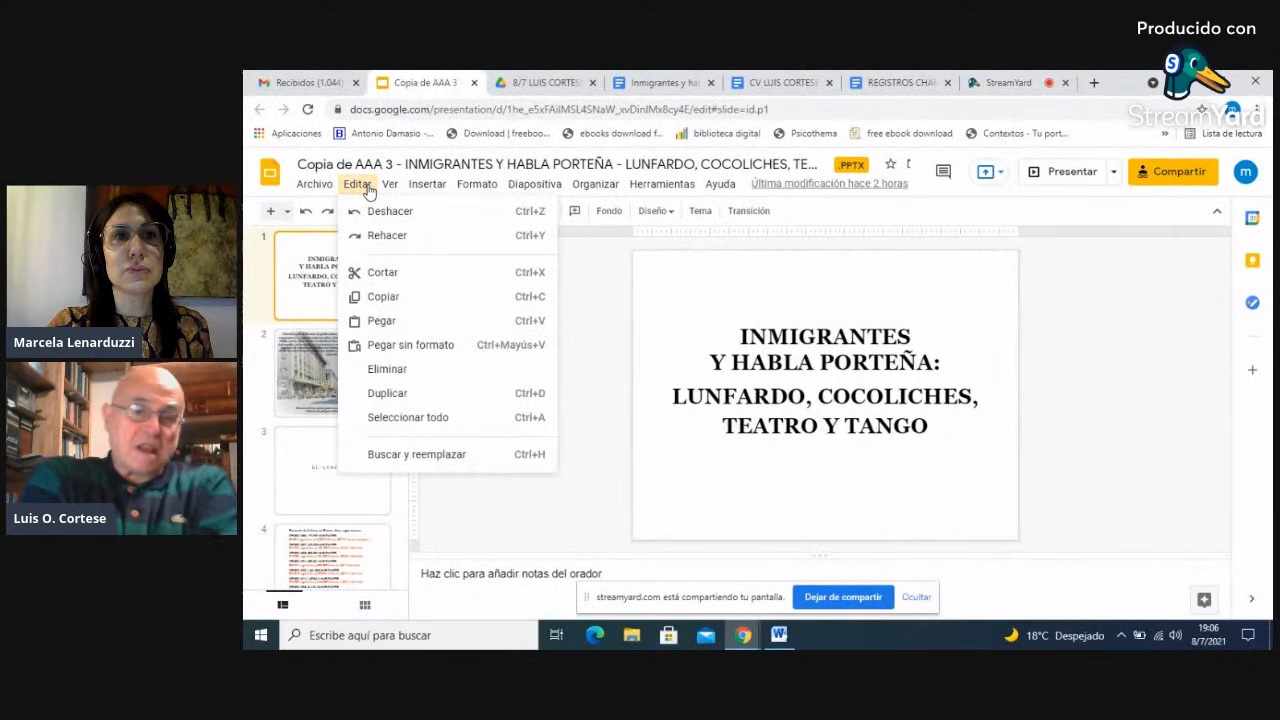 Producido con
StreamYard
Recibidos (1.044)
Copia de AAA 3 -
8/7 LUIS CORTES
Inmigrantes y ha
CV LUIS CORTESE
REGISTROS CHA
StreamYard
docs.google.com/presentation/d/1he_e5xFAilMSL4SNaW_xvDinIMx8cy4E/edit#slide=id.p1
Aplicaciones
Antonio Damasio -...
Download | freeboo...
ebooks download f...
biblioteca digital
Psicothema
free ebook download
Contextos - Tu port...
»
Lista de lectura
Copia de AAA 3 - INMIGRANTES Y HABLA PORTEÑA - LUNFARDO, COCOLICHES, TE...
.PPTX
Presentar
Compartir
m
Archivo Editar Ver Insertar Formato Diapositiva Organizar Herramientas Ayuda Última modificación hace 2 horas
Fondo Diseño Tema Transición
Deshacer Ctrl+Z
Rehacer Ctrl+Y
Cortar Ctrl+X
Copiar Ctrl+C
Pegar Ctrl+V
Pegar sin formato Ctrl+Mayús+V
Eliminar
Duplicar Ctrl+D
Seleccionar todo Ctrl+A
Buscar y reemplazar Ctrl+H
1
2
3
4
INMIGRANTES
Y HABLA PORTEÑA:
LUNFARDO, COCOLICHES,
TEATRO Y TANGO
Haz clic para añadir notas del orador
streamyard.com está compartiendo tu pantalla.
Dejar de compartir
Ocultar
Marcela Lenarduzzi
Luis O. Cortese
Escribe aquí para buscar
18°C Despejado
19:06
8/7/2021